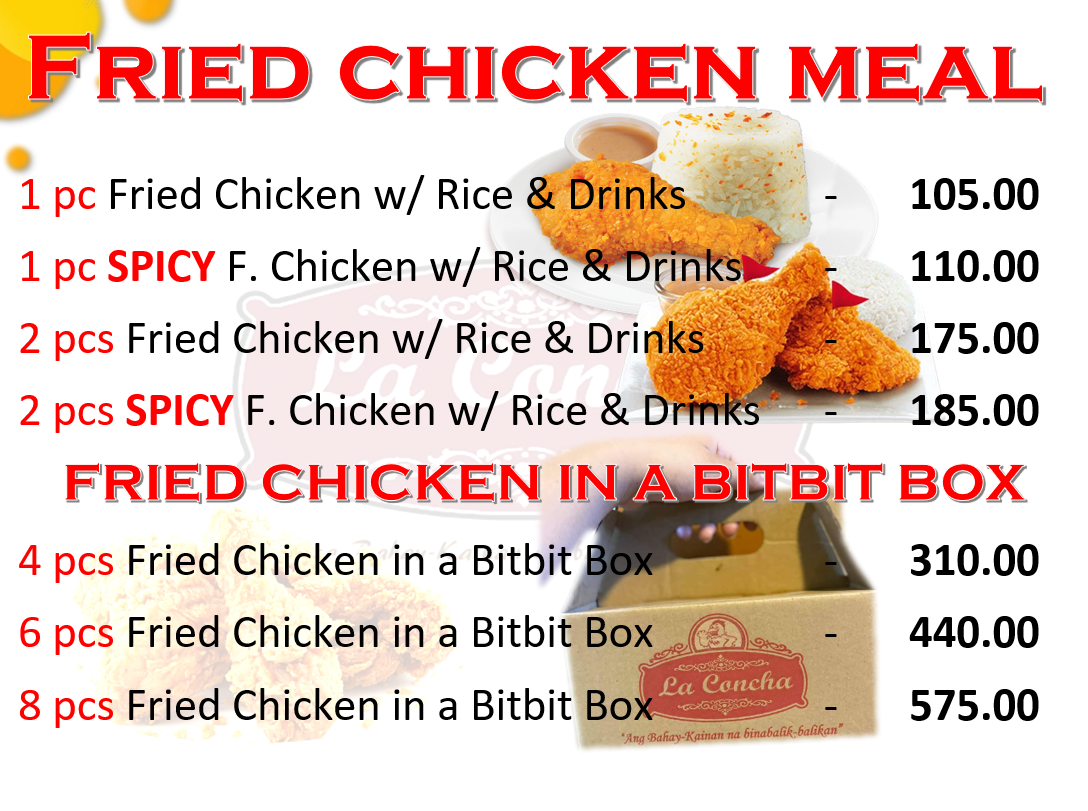 FRIED CHICKEN MEAL
1 pc Fried Chicken w/ Rice & Drinks - 105.00
1 pc SPICY F. Chicken w/ Rice & Drinks - 110.00
2 pcs Fried Chicken w/ Rice & Drinks - 175.00
2 pcs SPICY F. Chicken w/ Rice & Drinks - 185.00
La Con
FRIED CHICKEN IN A BITBIT BOX
4 pcs Fried Chicken in a Bitbit Box - 310.00
6 pcs Fried Chicken in a Bitbit Box - 440.00
La Concha
8 pcs Fried Chicken in a Bitbit Box - 575.00
"Ang Bahay-Kainan na binabalik-balikan"